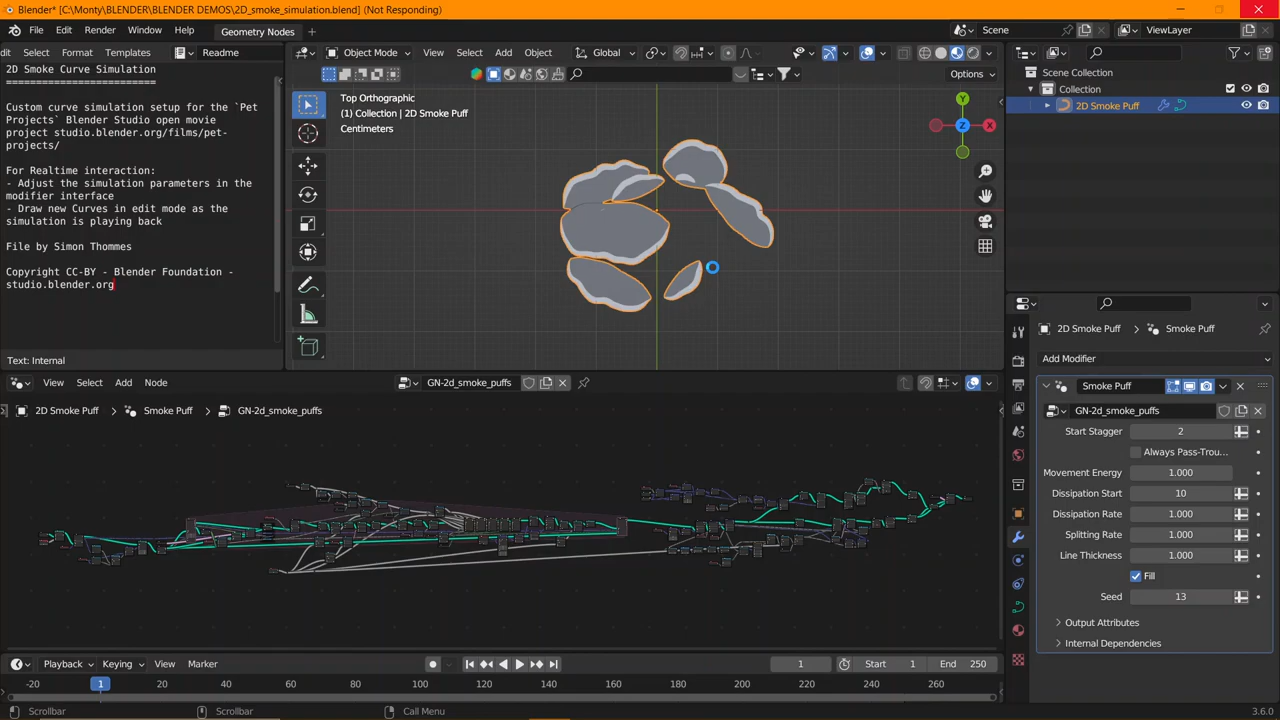 Blender* [C:\Monty\BLENDER\BLENDER DEMOS\2D_smoke_simulation.blend] (Not Responding)
File Edit Render Window Help Geometry Nodes Scene ViewLayer
dit Select Format Templates Readme
Object Mode View Select Add Object Global
Options
2D Smoke Curve Simulation
=========================
Custom curve simulation setup for the `Pet
Projects` Blender Studio open movie
project studio.blender.org/films/pet-
projects/
For Realtime interaction:
- Adjust the simulation parameters in the
modifier interface
- Draw new Curves in edit mode as the
simulation is playing back
File by Simon Thommes
Copyright CC-BY - Blender Foundation -
studio.blender.org
Text: Internal
Top Orthographic
(1) Collection | 2D Smoke Puff
Centimeters
Y
Z
X
Scene Collection
Collection
2D Smoke Puff
2D Smoke Puff Smoke Puff
Add Modifier
Smoke Puff
GN-2d_smoke_puffs
Start Stagger 2
Always Pass-Trou...
Movement Energy 1.000
Dissipation Start 10
Dissipation Rate 1.000
Splitting Rate 1.000
Line Thickness 1.000
Fill
Seed 13
Output Attributes
Internal Dependencies
View Select Add Node GN-2d_smoke_puffs
2D Smoke Puff Smoke Puff GN-2d_smoke_puffs
Playback Keying View Marker 1 Start 1 End 250
-20 1 20 40 60 80 100 120 140 160 180 200 220 240 260
Scrollbar Scrollbar Call Menu 3.6.0